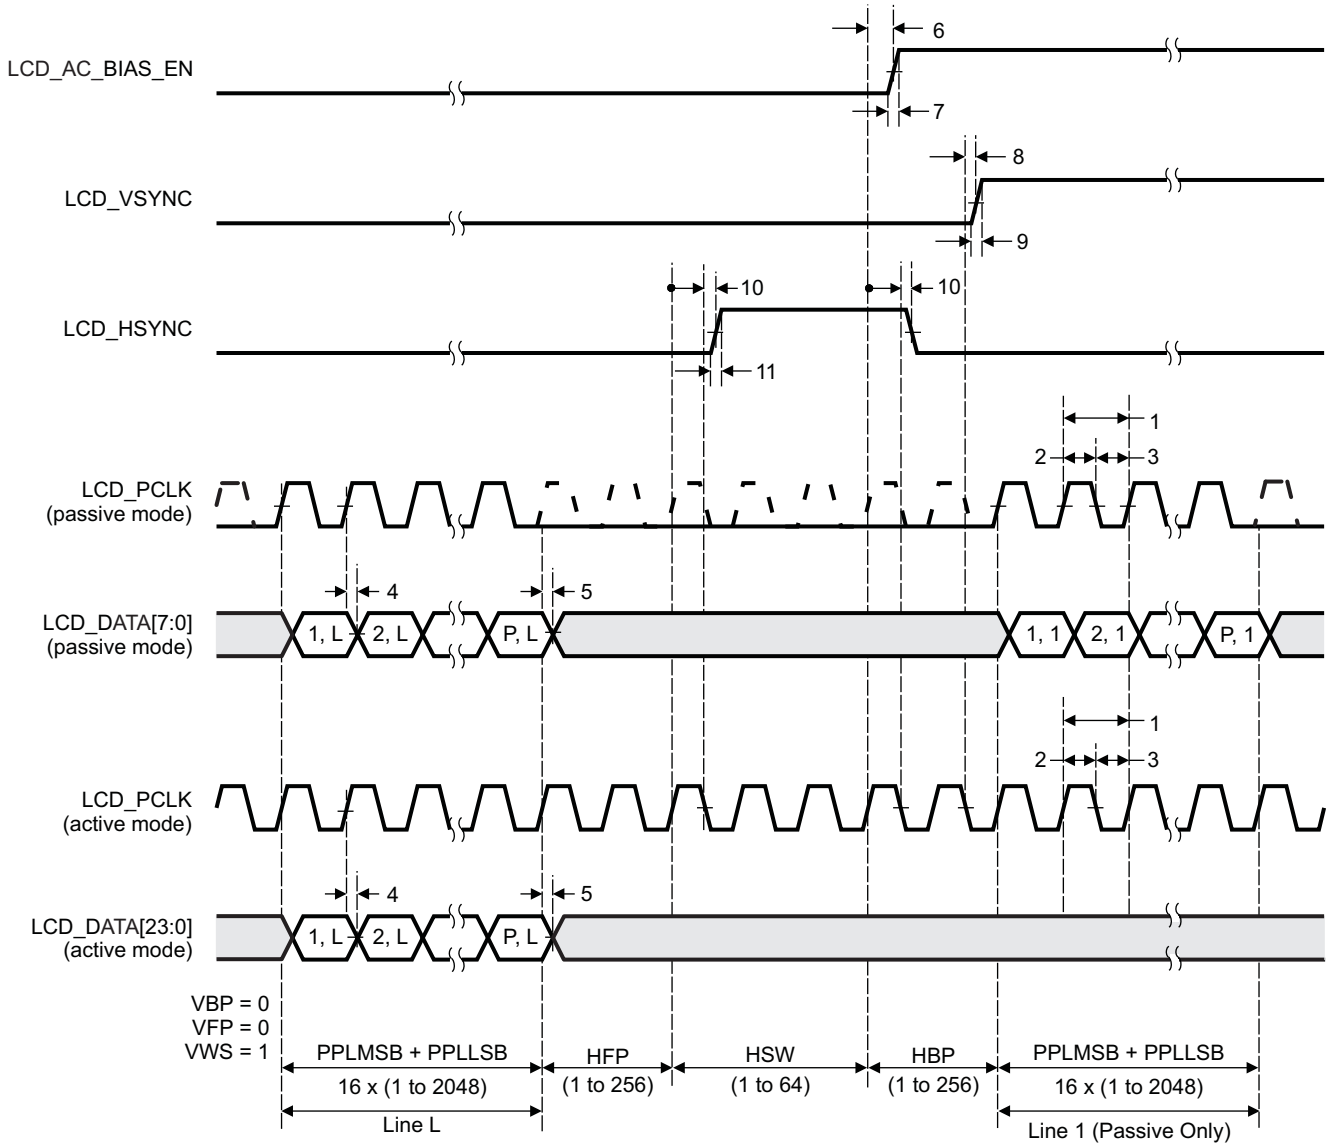 6
LCD_AC_BIAS_EN
7
8
LCD_VSYNC
9
10 10
LCD_HSYNC
11
1
2 3
LCD_PCLK
(passive mode)
4 5
LCD_DATA[7:0]
(passive mode)
1, L 2, L P, L 1, 1 2, 1 P, 1
1
2 3
LCD_PCLK
(active mode)
4 5
LCD_DATA[23:0]
(active mode)
1, L 2, L P, L
VBP = 0
VFP = 0
VWS = 1
PPLMSB + PPLLSB HFP HSW HBP PPLMSB + PPLLSB
16 x (1 to 2048) (1 to 256) (1 to 64) (1 to 256) 16 x (1 to 2048)
Line L Line 1 (Passive Only)